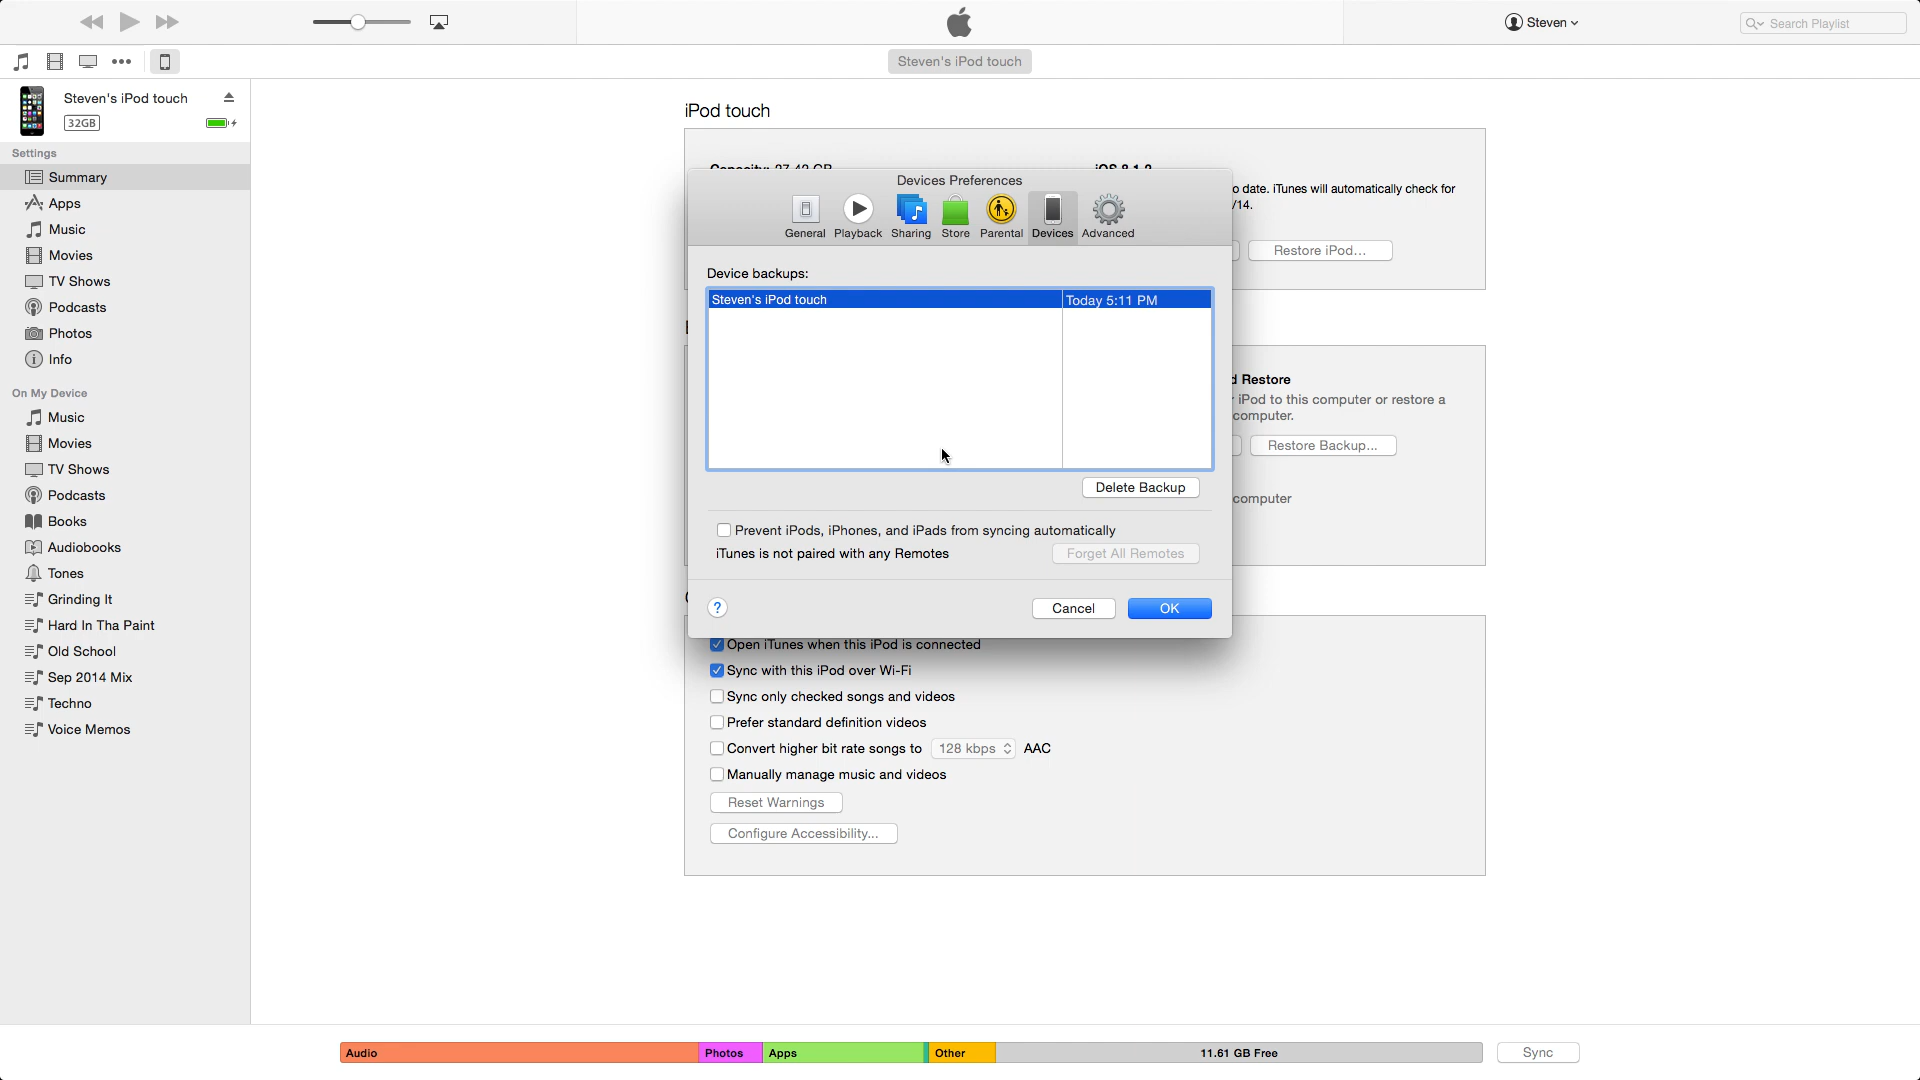 Steven
Search Playlist
Steven's iPod touch
Steven's iPod touch
32GB
Settings
Summary
Apps
Music
Movies
TV Shows
Podcasts
Photos
Info
On My Device
Music
Movies
TV Shows
Podcasts
Books
Audiobooks
Tones
Grinding It
Hard In Tha Paint
Old School
Sep 2014 Mix
Techno
Voice Memos
iPod touch
Devices Preferences
General
Playback
Sharing
Store
Parental
Devices
Advanced
Device backups:
Steven's iPod touch
Today 5:11 PM
Delete Backup
Prevent iPods, iPhones, and iPads from syncing automatically
iTunes is not paired with any Remotes
Forget All Remotes
?
Cancel
OK
o date. iTunes will automatically check for
/14.
Restore iPod...
d Restore
iPod to this computer or restore a
computer.
Restore Backup...
computer
Open iTunes when this iPod is connected
Sync with this iPod over Wi-Fi
Sync only checked songs and videos
Prefer standard definition videos
Convert higher bit rate songs to 128 kbps AAC
Manually manage music and videos
Reset Warnings
Configure Accessibility...
Audio
Photos
Apps
Other
11.61 GB Free
Sync